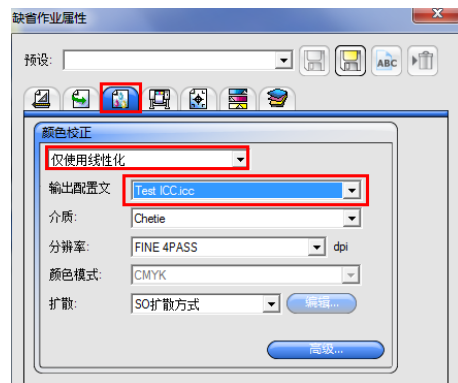 缺省作业属性
X
预设:
ABC
颜色校正
仅使用线性化
输出配置文 Test ICC.icc
介质: Chetie
分辨率: FINE 4PASS dpi
颜色模式: CMYK
扩散: SO扩散方式 编辑...
高级...